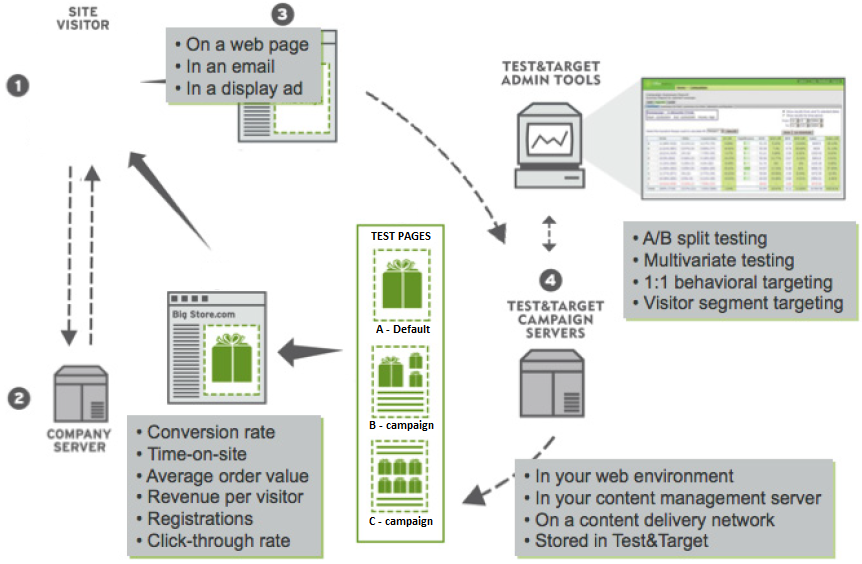 SITE
VISITOR
1
3
• On a web page
• In an email
• In a display ad
TEST&TARGET
ADMIN TOOLS
• A/B split testing
• Multivariate testing
• 1:1 behavioral targeting
• Visitor segment targeting
4
TEST&TARGET
CAMPAIGN
SERVERS
TEST PAGES
A - Default
B - campaign
C - campaign
Big Store.com
2
COMPANY
SERVER
• Conversion rate
• Time-on-site
• Average order value
• Revenue per visitor
• Registrations
• Click-through rate
• In your web environment
• In your content management server
• On a content delivery network
• Stored in Test&Target